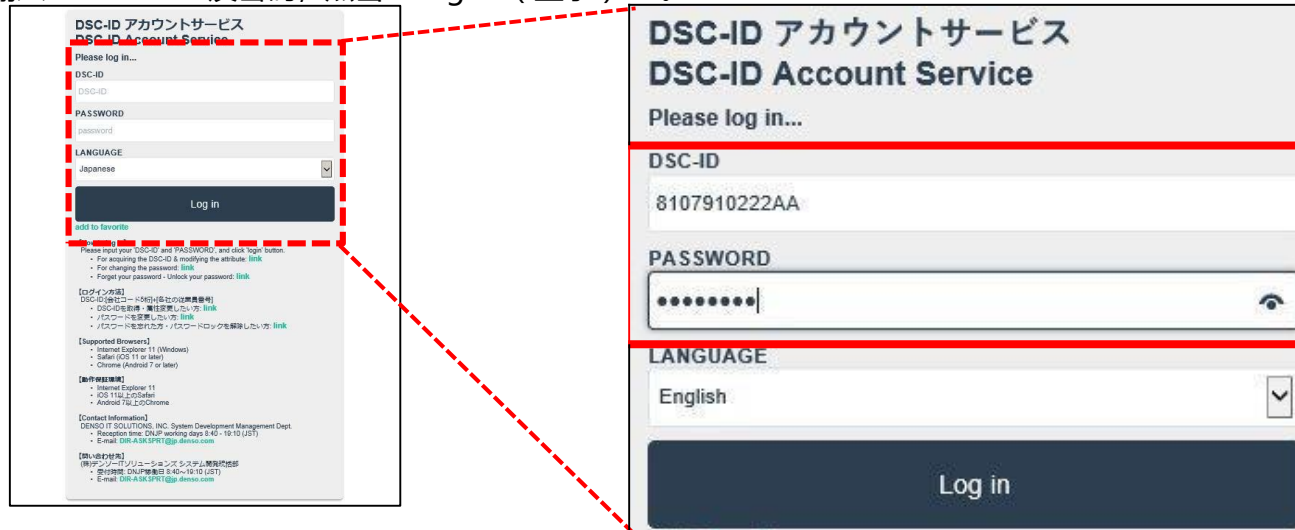 DSC-ID アカウントサービス
DSC-ID Account Service
Please log in...
DSC-ID
DSC-ID
PASSWORD
password
LANGUAGE
Japanese
Log in
add to favorite
Please input your 'DSC-ID' and 'PASSWORD', and click 'login' button.
• For acquiring the DSC-ID & modifying the attribute: link
• For changing the password: link
• Forget your password - Unlock your password: link
【ログイン方法】
DSC-ID:[会社コード5桁]+[各社の従業員番号]
• DSC-IDを取得・属性変更したい方: link
• パスワードを変更したい方: link
• パスワードを忘れた方・パスワードロックを解除したい方: link
【Supported Browsers】
• Internet Explorer 11 (Windows)
• Safari (iOS 11 or later)
• Chrome (Android 7 or later)
【動作保証環境】
• Internet Explorer 11
• iOS 11以上のSafari
• Android 7以上のChrome
【Contact Information】
DENSO IT SOLUTIONS, INC. System Development Management Dept.
• Reception time: DNJP working days 8:40 - 19:10 (JST)
• E-mail: DIR-ASKSPRT@jp.denso.com
【問い合わせ先】
(株)デンソーITソリューションズ システム開発統括部
• 受付時間: DNJP稼働日 8:40～19:10 (JST)
• E-mail: DIR-ASKSPRT@jp.denso.com
DSC-ID アカウントサービス
DSC-ID Account Service
Please log in...
DSC-ID
8107910222AA
PASSWORD
••••••••
LANGUAGE
English
Log in